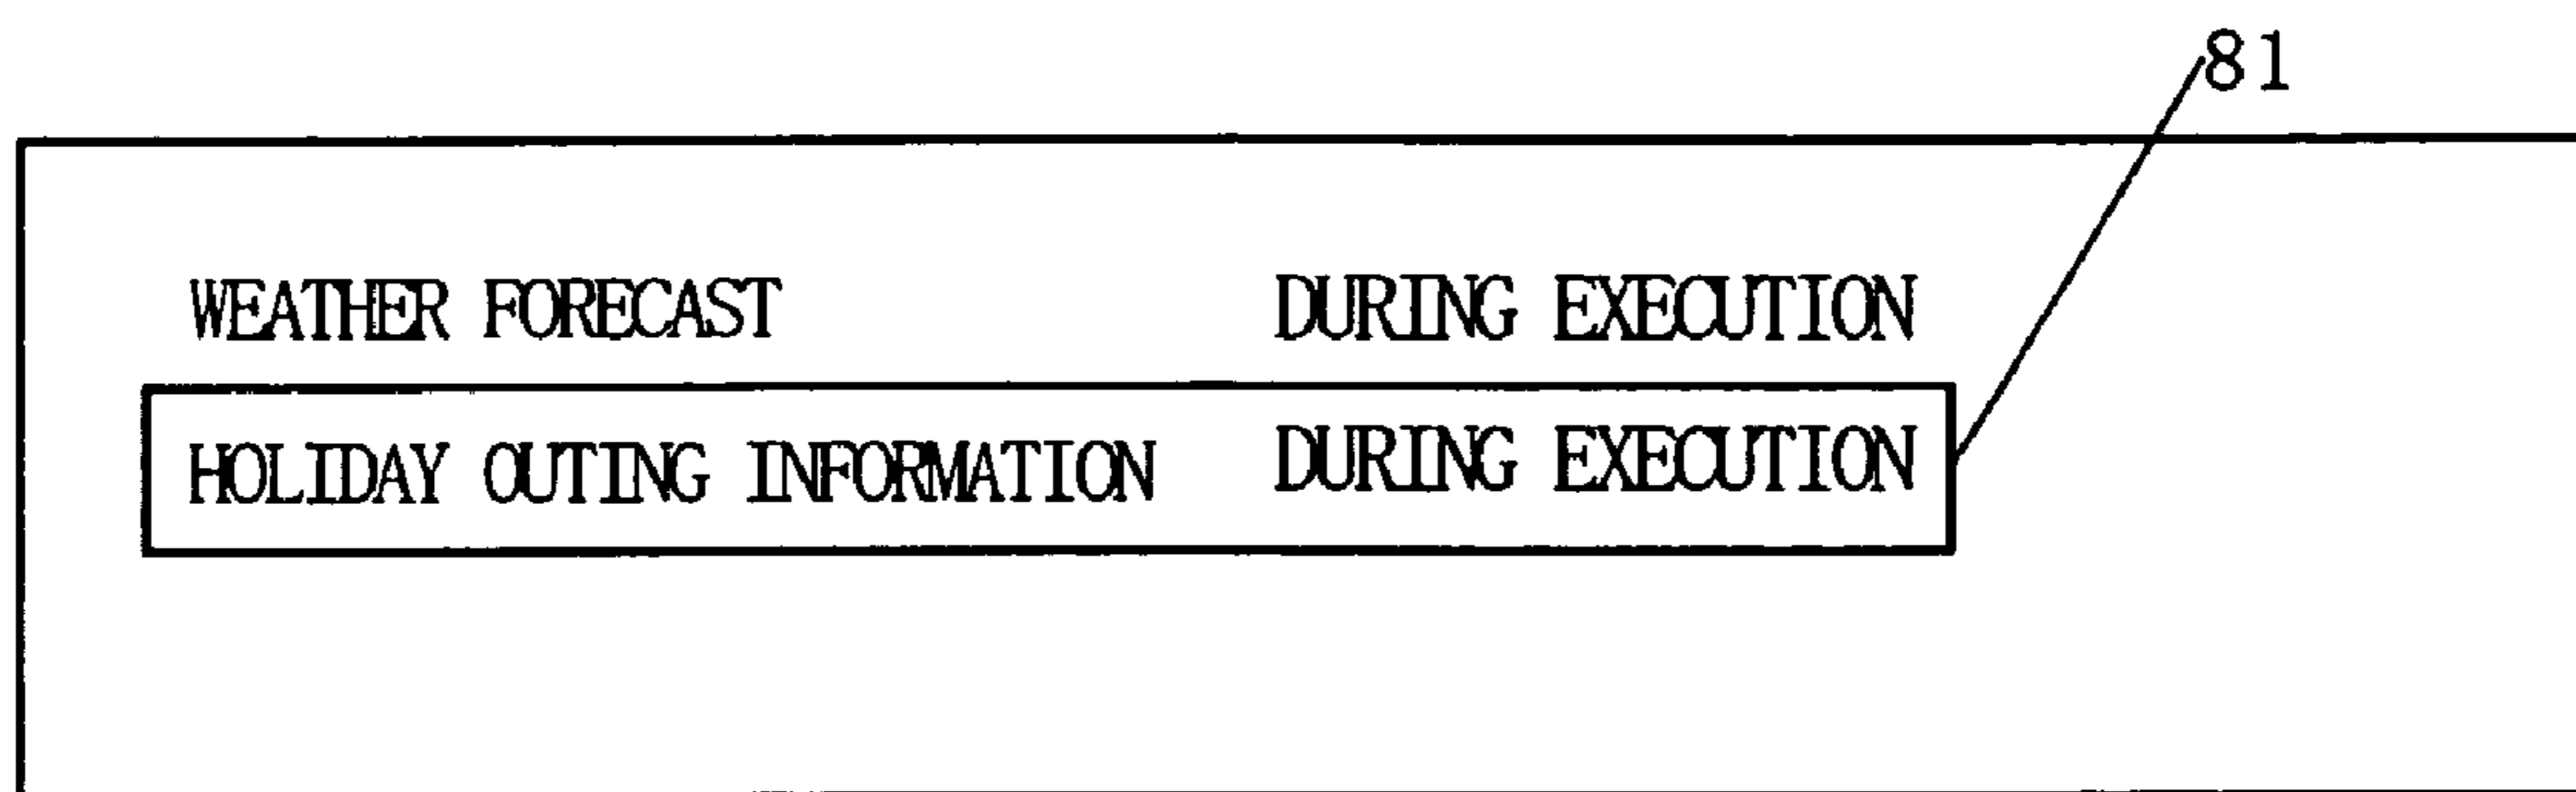 81
WEATHER FORECAST DURING EXECUTION
HOLIDAY OUTING INFORMATION DURING EXECUTION